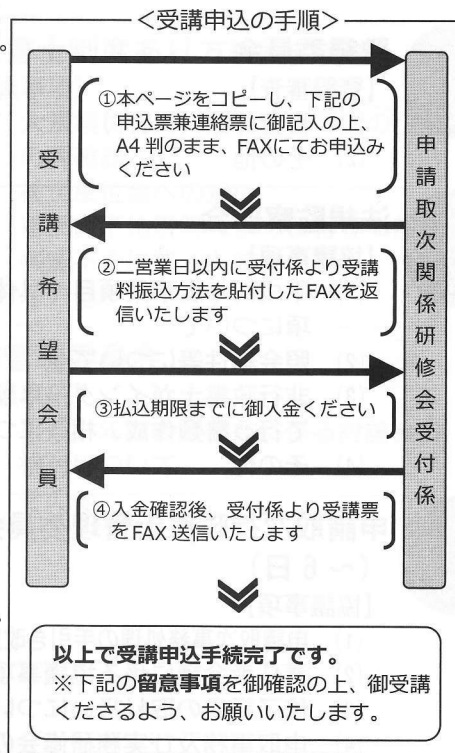 ＜受講申込の手順＞
受講希望会員
申請取次関係研修会受付係
①本ページをコピーし、下記の
申込票兼連絡票に御記入の上、
A4判のまま、FAXにてお申込み
ください
②二営業日以内に受付係より受講
料振込方法を貼付したFAXを返
信いたします
③払込期限までに御入金ください
④入金確認後、受付係より受講票
をFAX送信いたします
以上で受講申込手続完了です。
※下記の留意事項を御確認の上、御受講
くださるよう、お願いいたします。